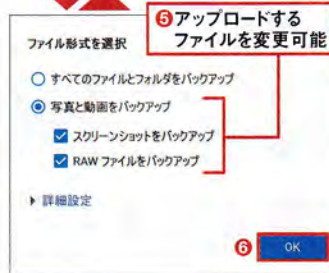 ❺アップロードする
ファイルを変更可能
ファイル形式を選択
すべてのファイルとフォルダをバックアップ
写真と動画をバックアップ
スクリーンショットをバックアップ
RAW ファイルをバックアップ
▶ 詳細設定
❻ OK